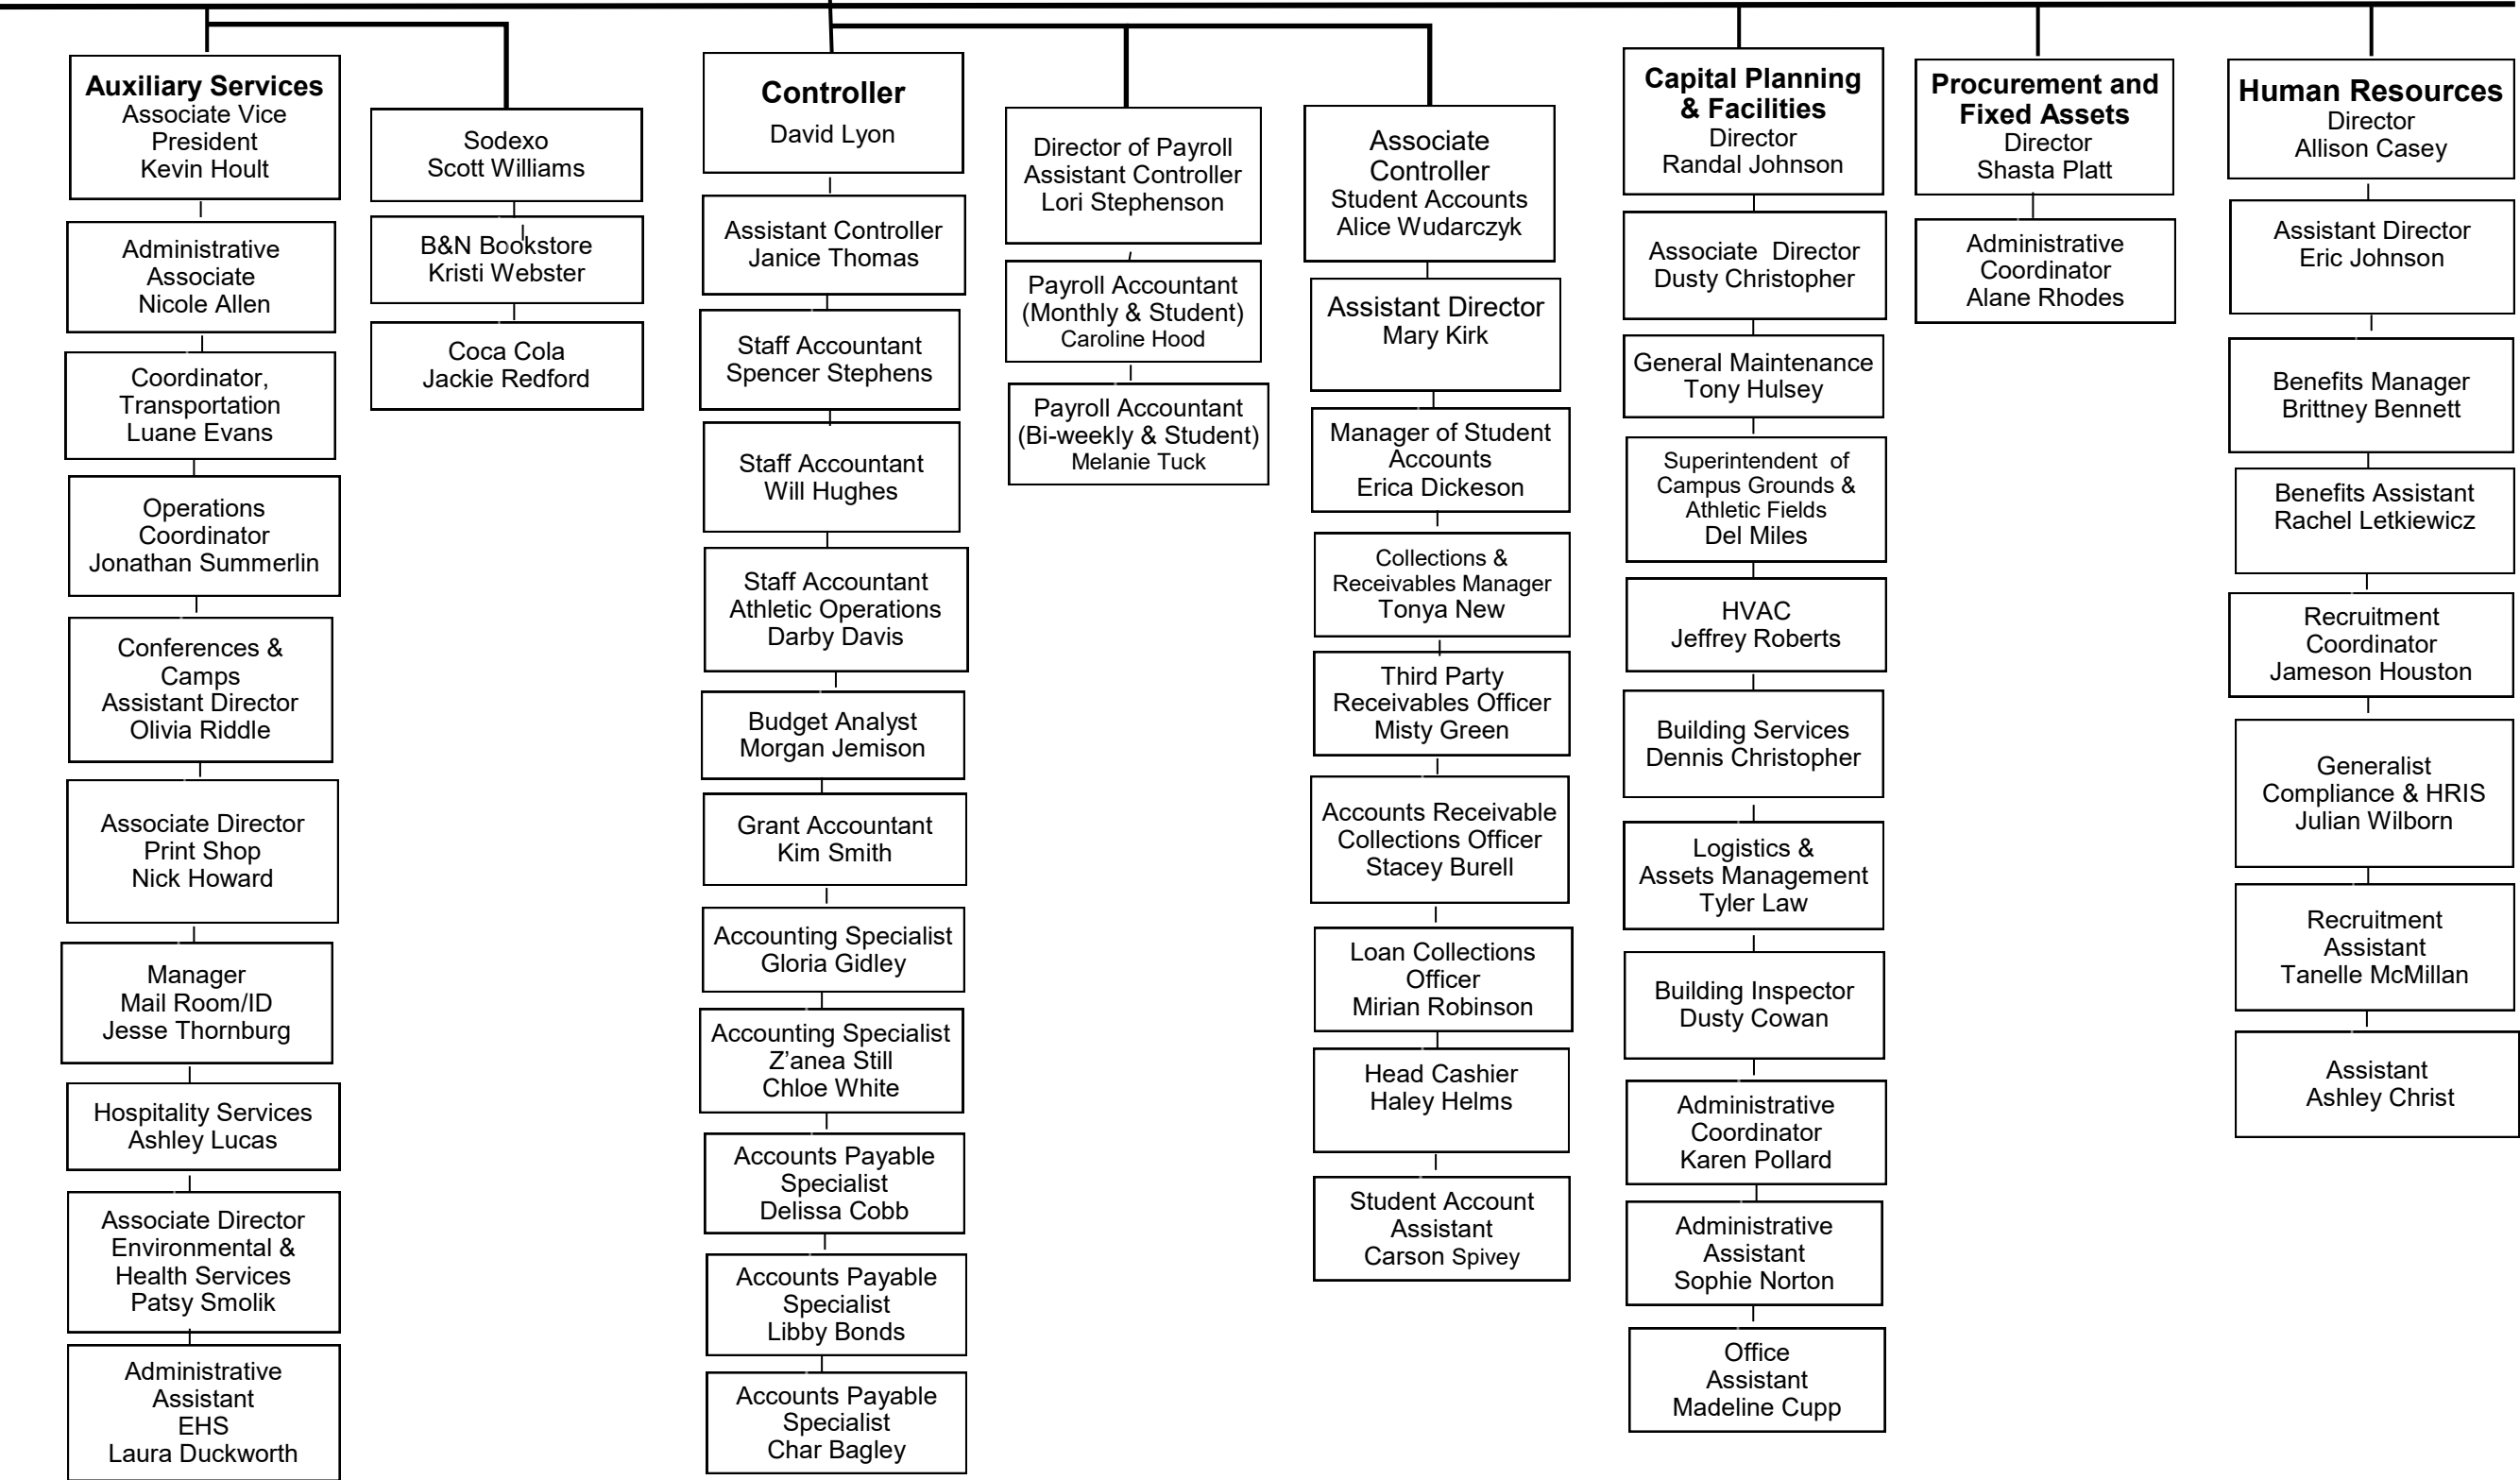 Auxiliary Services
Associate Vice
President
Kevin Hoult
Administrative
Associate
Nicole Allen
Coordinator,
Transportation
Luane Evans
Operations
Coordinator
Jonathan Summerlin
Conferences &
Camps
Assistant Director
Olivia Riddle
Associate Director
Print Shop
Nick Howard
Manager
Mail Room/ID
Jesse Thornburg
Hospitality Services
Ashley Lucas
Associate Director
Environmental &
Health Services
Patsy Smolik
Administrative
Assistant
EHS
Laura Duckworth
Sodexo
Scott Williams
B&N Bookstore
Kristi Webster
Coca Cola
Jackie Redford
Controller
David Lyon
Assistant Controller
Janice Thomas
Staff Accountant
Spencer Stephens
Staff Accountant
Will Hughes
Staff Accountant
Athletic Operations
Darby Davis
Budget Analyst
Morgan Jemison
Grant Accountant
Kim Smith
Accounting Specialist
Gloria Gidley
Accounting Specialist
Z’anea Still
Chloe White
Accounts Payable
Specialist
Delissa Cobb
Accounts Payable
Specialist
Libby Bonds
Accounts Payable
Specialist
Char Bagley
Director of Payroll
Assistant Controller
Lori Stephenson
Payroll Accountant
(Monthly & Student)
Caroline Hood
Payroll Accountant
(Bi-weekly & Student)
Melanie Tuck
Associate
Controller
Student Accounts
Alice Wudarczyk
Assistant Director
Mary Kirk
Manager of Student
Accounts
Erica Dickeson
Collections &
Receivables Manager
Tonya New
Third Party
Receivables Officer
Misty Green
Accounts Receivable
Collections Officer
Stacey Burell
Loan Collections
Officer
Mirian Robinson
Head Cashier
Haley Helms
Student Account
Assistant
Carson Spivey
Capital Planning
& Facilities
Director
Randal Johnson
Associate Director
Dusty Christopher
General Maintenance
Tony Hulsey
Superintendent of
Campus Grounds &
Athletic Fields
Del Miles
HVAC
Jeffrey Roberts
Building Services
Dennis Christopher
Logistics &
Assets Management
Tyler Law
Building Inspector
Dusty Cowan
Administrative
Coordinator
Karen Pollard
Administrative
Assistant
Sophie Norton
Office
Assistant
Madeline Cupp
Procurement and
Fixed Assets
Director
Shasta Platt
Administrative
Coordinator
Alane Rhodes
Human Resources
Director
Allison Casey
Assistant Director
Eric Johnson
Benefits Manager
Brittney Bennett
Benefits Assistant
Rachel Letkiewicz
Recruitment
Coordinator
Jameson Houston
Generalist
Compliance & HRIS
Julian Wilborn
Recruitment
Assistant
Tanelle McMillan
Assistant
Ashley Christ